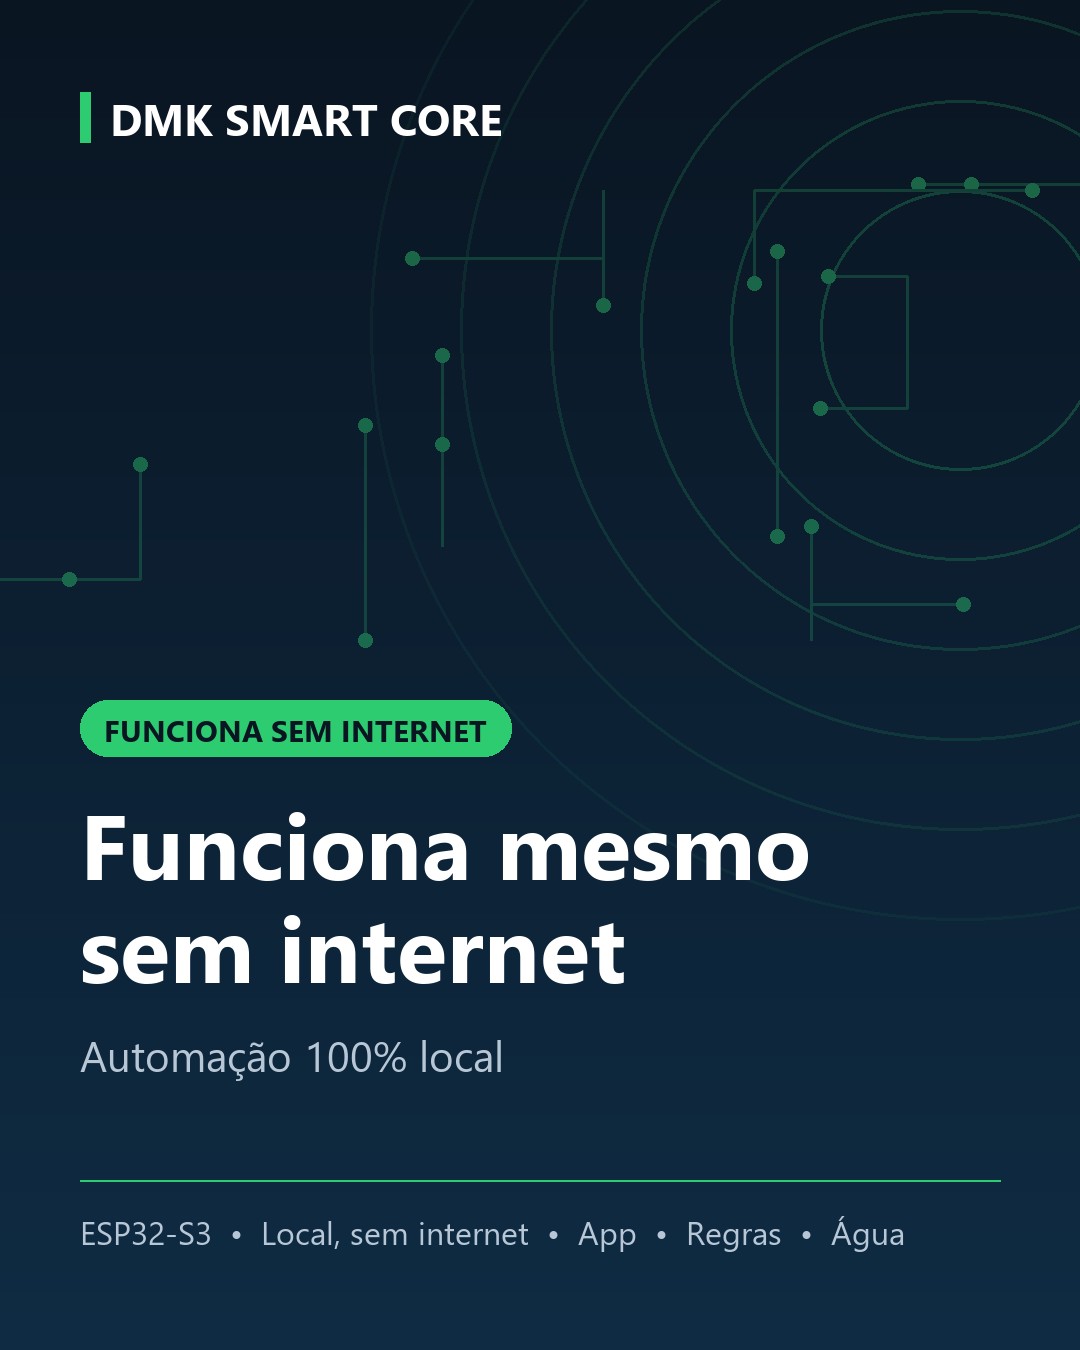 DMK SMART CORE
FUNCIONA SEM INTERNET
Funciona mesmo
sem internet
Automação 100% local
ESP32-S3 • Local, sem internet • App • Regras • Água